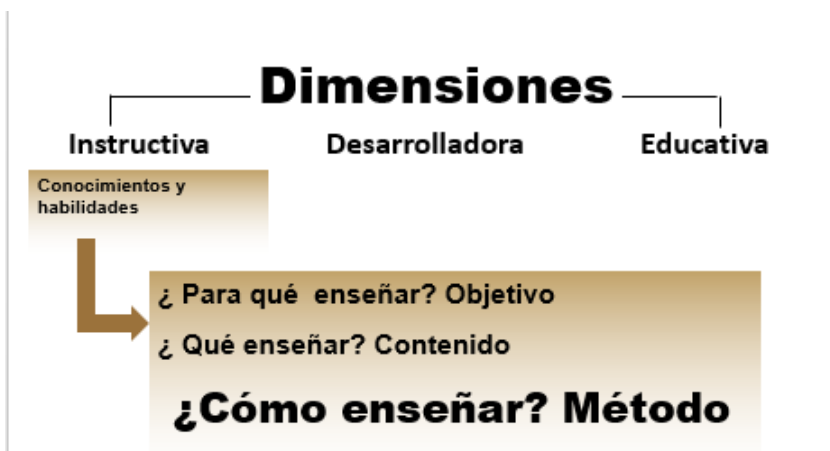 Dimensiones
Instructiva Desarrolladora Educativa
Conocimientos y
habilidades
¿ Para qué enseñar? Objetivo
¿ Qué enseñar? Contenido
¿Cómo enseñar? Método